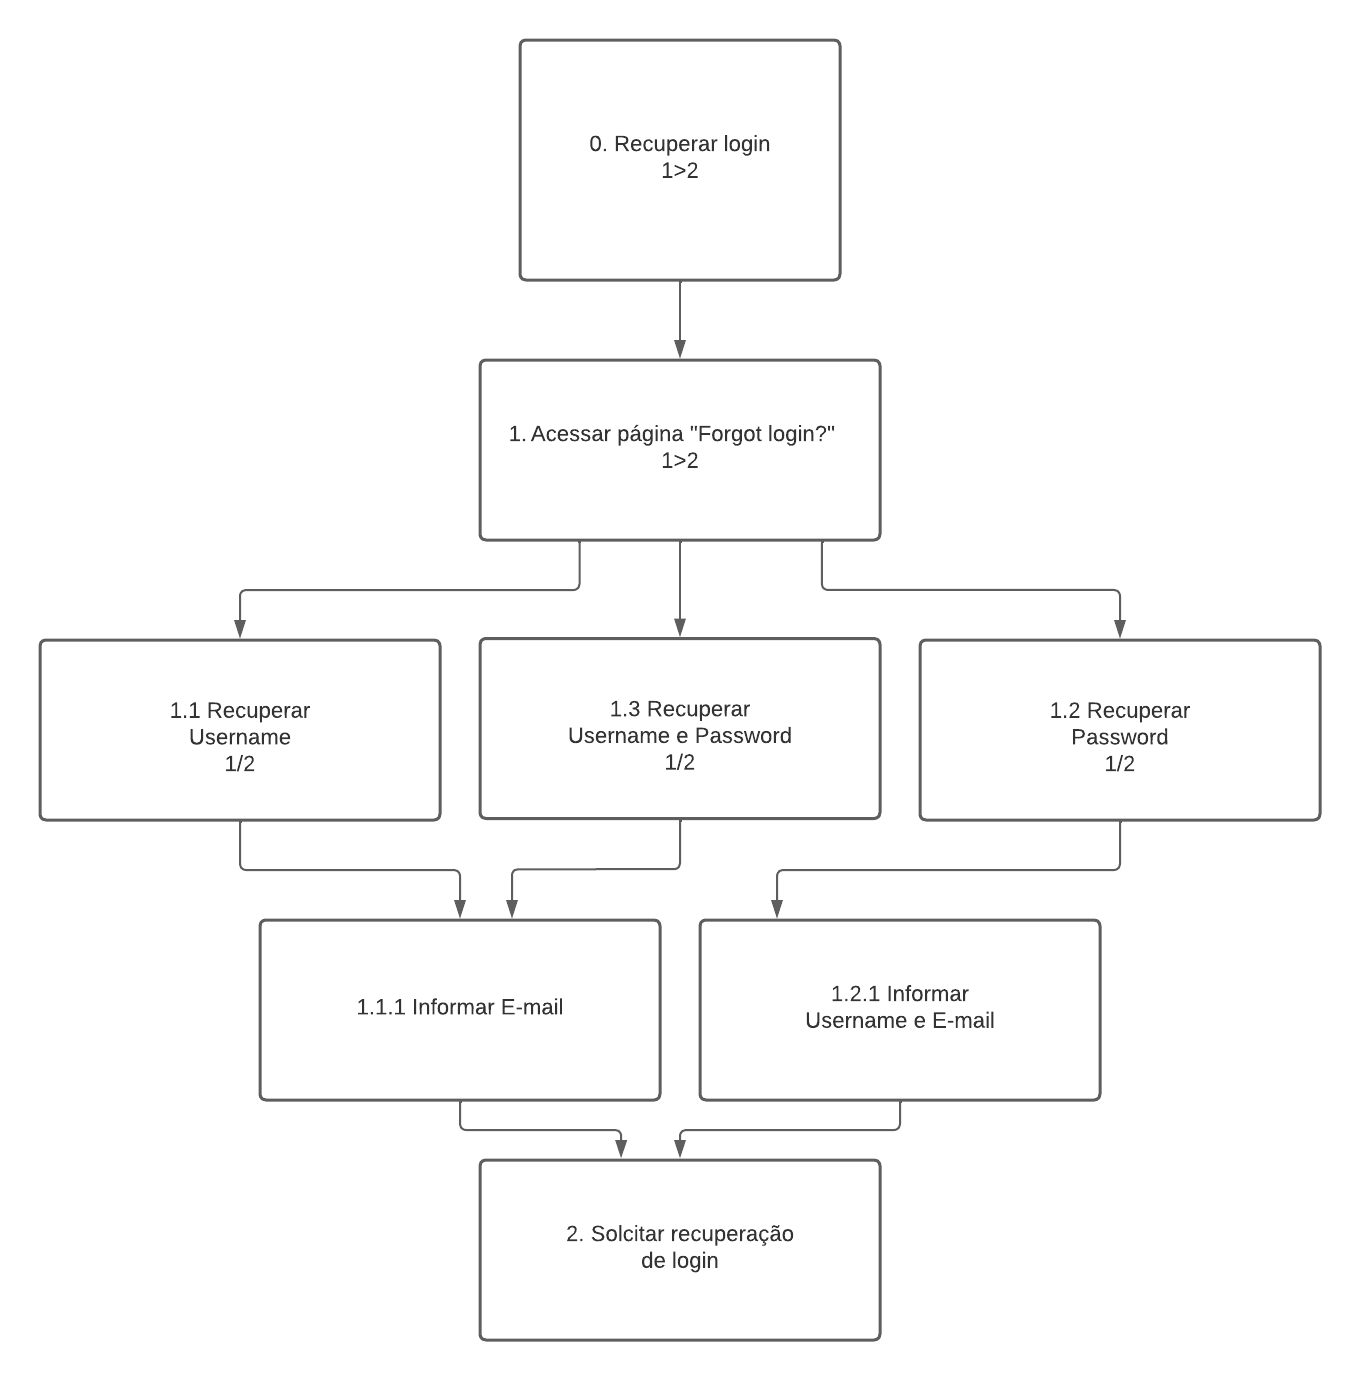 0. Recuperar login
1>2
1. Acessar página "Forgot login?"
1>2
1.1 Recuperar
Username
1/2
1.3 Recuperar
Username e Password
1/2
1.2 Recuperar
Password
1/2
1.1.1 Informar E-mail
1.2.1 Informar
Username e E-mail
2. Solcitar recuperação
de login